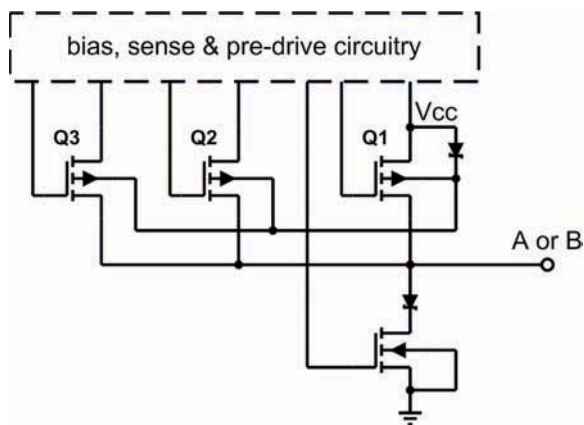 bias, sense & pre-drive circuitry
Vcc
Q3
Q2
Q1
A or B